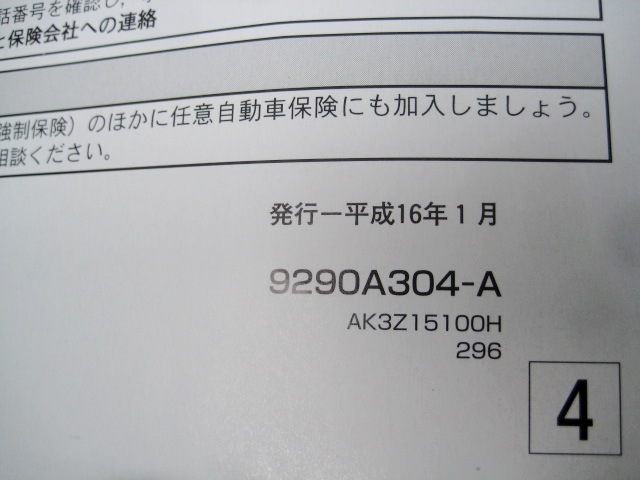 話番号を確認し,
と保険会社への連絡
強制保険）のほかに任意自動車保険にも加入しましょう。
相談ください。
発行ー平成16年1月
9290A304-A
AK3Z15100H
296
4